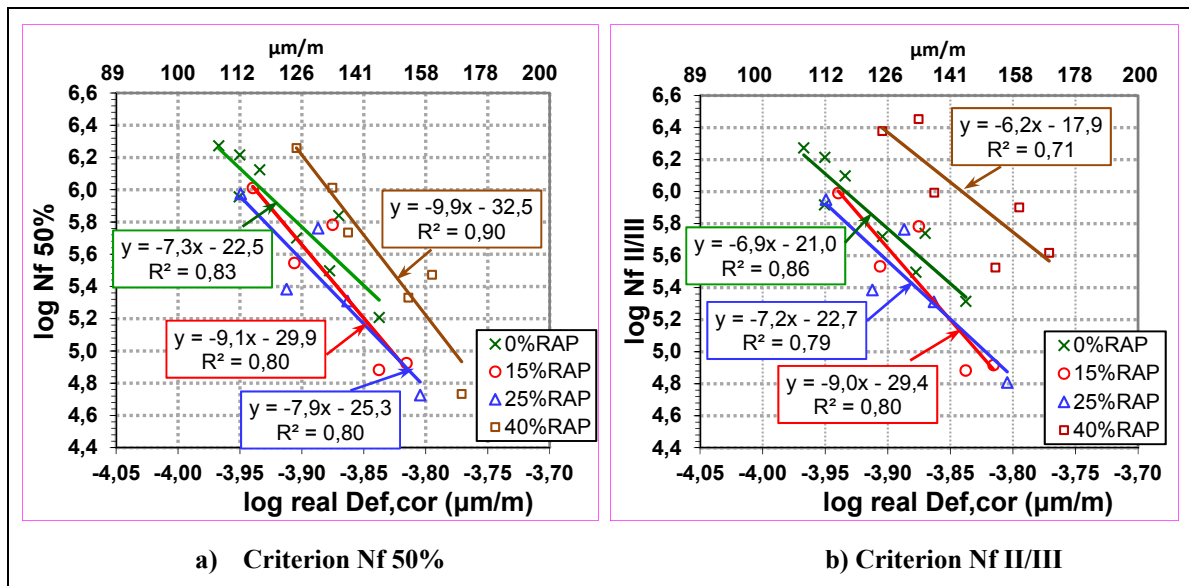 µm/m
89 100 112 126 141 158 178 200
log Nf 50%
6,6
6,4
6,2
6,0
5,8
5,6
5,4
5,2
5,0
4,8
4,6
4,4
y = -9,9x - 32,5
R² = 0,90
y = -7,3x - 22,5
R² = 0,83
y = -9,1x - 29,9
R² = 0,80
y = -7,9x - 25,3
R² = 0,80
0%RAP
15%RAP
25%RAP
40%RAP
-4,05 -4,00 -3,95 -3,90 -3,85 -3,80 -3,75 -3,70
log real Def,cor (µm/m)
a) Criterion Nf 50%
µm/m
89 100 112 126 141 158 178 200
log Nf II/III
6,6
6,4
6,2
6,0
5,8
5,6
5,4
5,2
5,0
4,8
4,6
4,4
y = -6,2x - 17,9
R² = 0,71
y = -6,9x - 21,0
R² = 0,86
y = -7,2x - 22,7
R² = 0,79
y = -9,0x - 29,4
R² = 0,80
0%RAP
15%RAP
25%RAP
40%RAP
-4,05 -4,00 -3,95 -3,90 -3,85 -3,80 -3,75 -3,70
log real Def,cor (µm/m)
b) Criterion Nf II/III